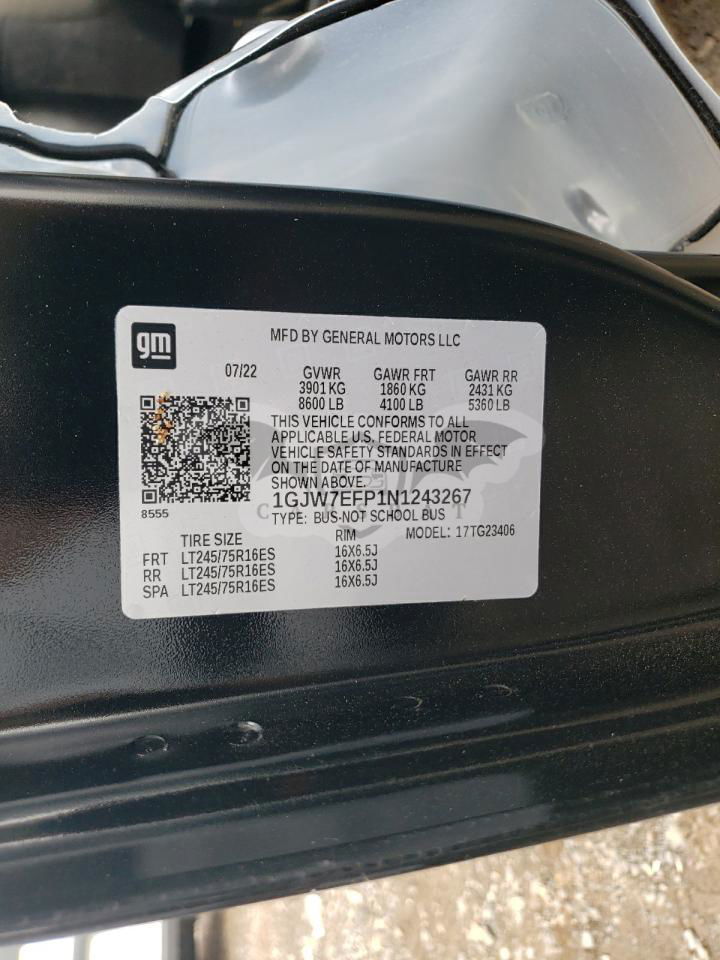 gm
MFD BY GENERAL MOTORS LLC
07/22 GVWR GAWR FRT GAWR RR
3901 KG 1860 KG 2431 KG
8600 LB 4100 LB 5360 LB
THIS VEHICLE CONFORMS TO ALL
APPLICABLE U.S. FEDERAL MOTOR
VEHICLE SAFETY STANDARDS IN EFFECT
ON THE DATE OF MANUFACTURE
SHOWN ABOVE.
1GJW7EFP1N1243267
8555
TYPE: BUS-NOT SCHOOL BUS
TIRE SIZE RIM MODEL: 17TG23406
FRT LT245/75R16ES 16X6.5J
RR LT245/75R16ES 16X6.5J
SPA LT245/75R16ES 16X6.5J